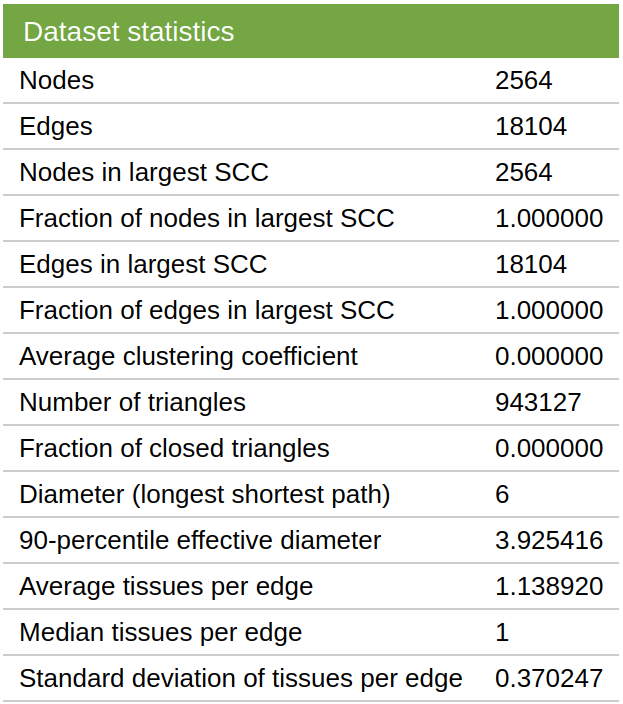 Dataset statistics
Nodes 2564
Edges 18104
Nodes in largest SCC 2564
Fraction of nodes in largest SCC 1.000000
Edges in largest SCC 18104
Fraction of edges in largest SCC 1.000000
Average clustering coefficient 0.000000
Number of triangles 943127
Fraction of closed triangles 0.000000
Diameter (longest shortest path) 6
90-percentile effective diameter 3.925416
Average tissues per edge 1.138920
Median tissues per edge 1
Standard deviation of tissues per edge 0.370247